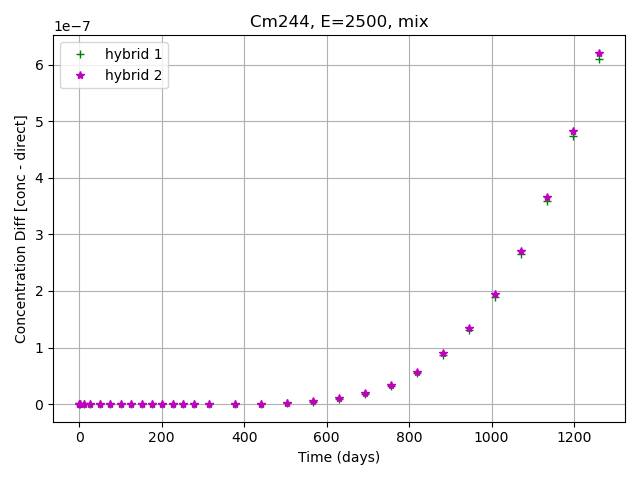 Cm244, E=2500, mix
1e−7
hybrid 1
hybrid 2
6
5
4
3
2
1
0
Concentration Diff [conc - direct]
0 200 400 600 800 1000 1200
Time (days)